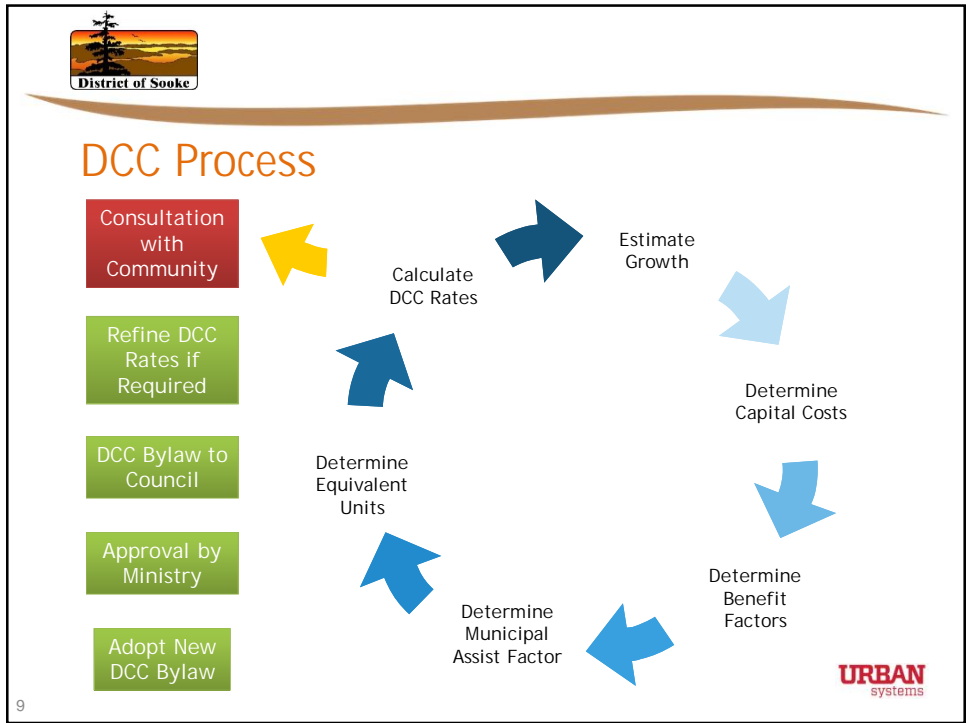 District of Sooke
DCC Process
Consultation
with
Community
Refine DCC
Rates if
Required
DCC Bylaw to
Council
Approval by
Ministry
Adopt New
DCC Bylaw
Calculate
DCC Rates
Estimate
Growth
Determine
Capital Costs
Determine
Benefit
Factors
Determine
Municipal
Assist Factor
Determine
Equivalent
Units
URBAN
systems
9